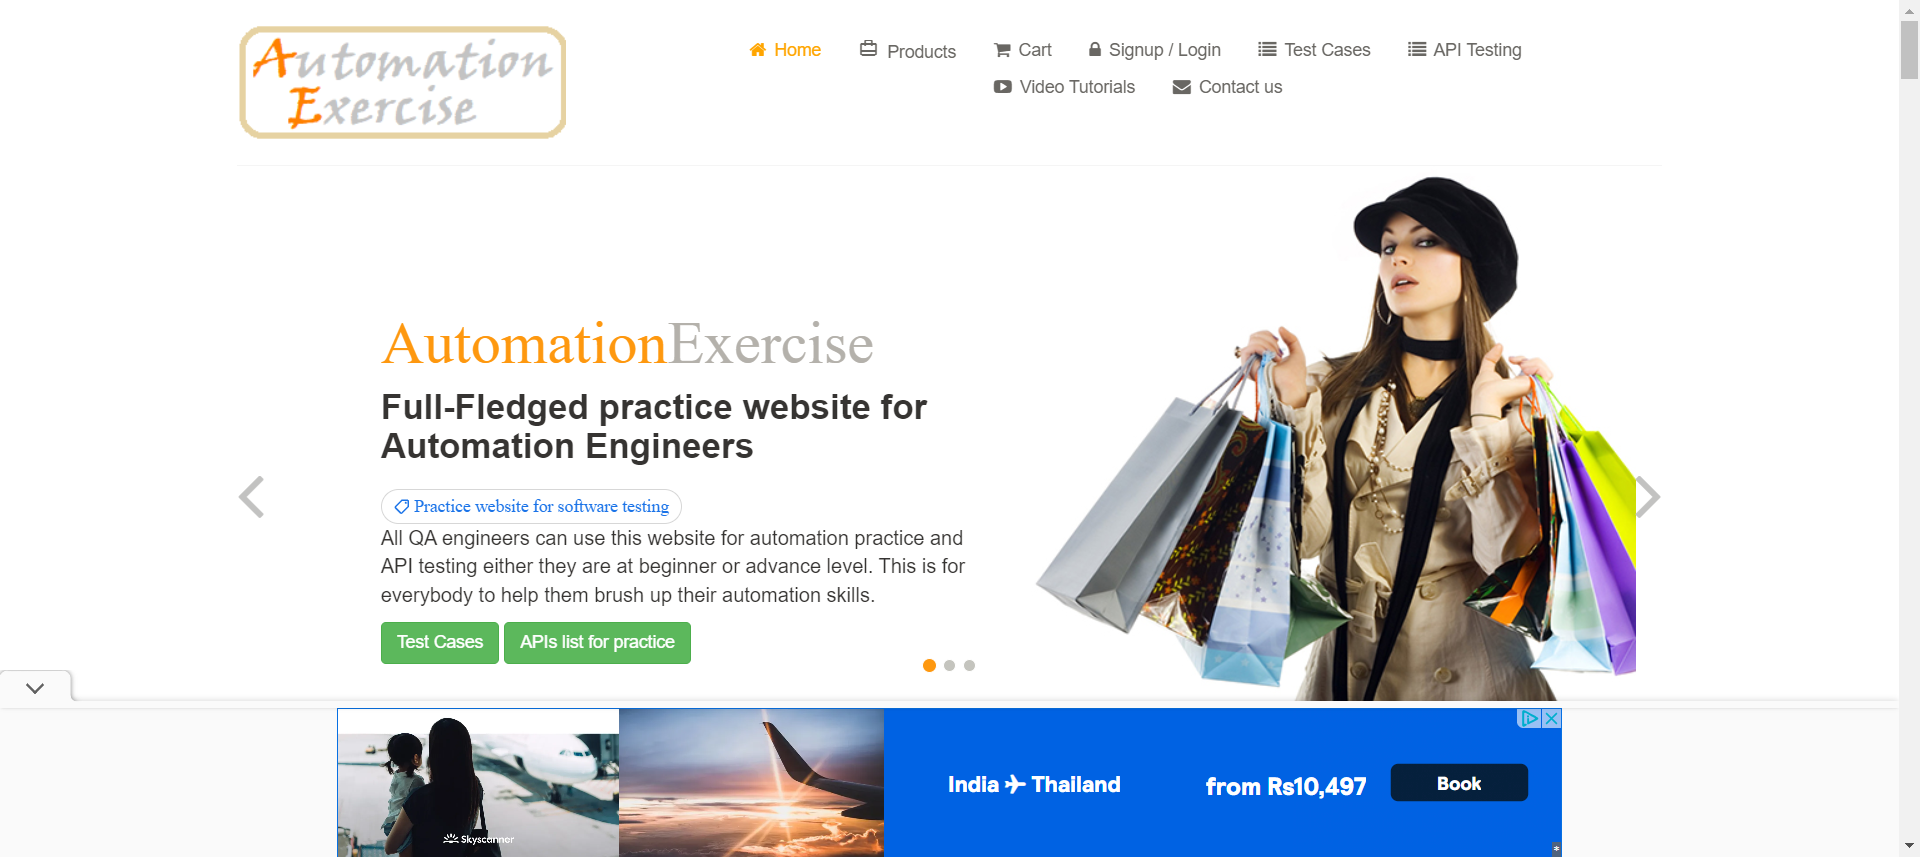 Automation
Exercise
Home
Products
Cart
Signup / Login
Test Cases
API Testing
Video Tutorials
Contact us
AutomationExercise
Full-Fledged practice website for
Automation Engineers
Practice website for software testing
All QA engineers can use this website for automation practice and
API testing either they are at beginner or advance level. This is for
everybody to help them brush up their automation skills.
Test Cases
APIs list for practice
Skyscanner
India ✈ Thailand
from Rs10,497
Book